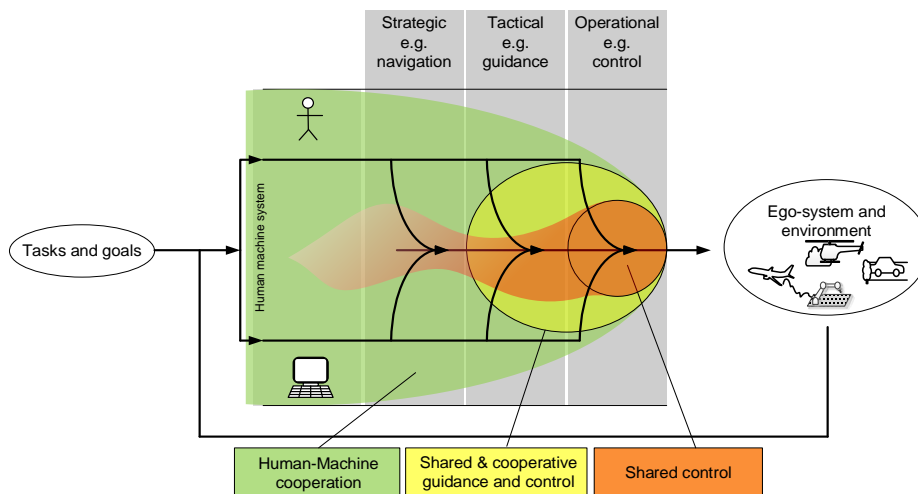 Strategic
e.g.
navigation
Tactical e.g.
guidance
Operational
e.g.
control
Human machine system
Tasks and goals
Ego-system and
environment
Human-Machine
cooperation
Shared & cooperative
guidance and control
Shared control